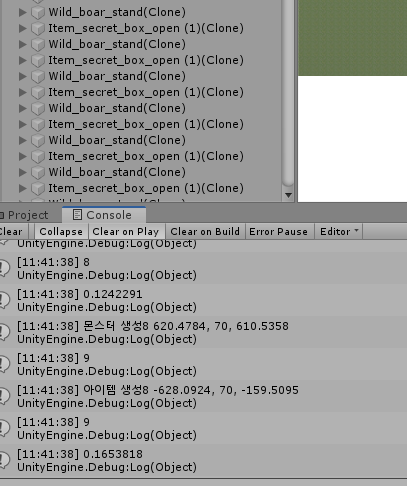 Wild_boar_stand(Clone)
Item_secret_box_open (1)(Clone)
Wild_boar_stand(Clone)
Item_secret_box_open (1)(Clone)
Wild_boar_stand(Clone)
Item_secret_box_open (1)(Clone)
Wild_boar_stand(Clone)
Item_secret_box_open (1)(Clone)
Wild_boar_stand(Clone)
Item_secret_box_open (1)(Clone)
Wild_boar_stand(Clone)
Item_secret_box_open (1)(Clone)
Project Console
Clear Collapse Clear on Play Clear on Build Error Pause Editor
UnityEngine.Debug:Log(Object)
[11:41:38] 8
UnityEngine.Debug:Log(Object)
[11:41:38] 0.1242291
UnityEngine.Debug:Log(Object)
[11:41:38] 몬스터 생성8 620.4784, 70, 610.5358
UnityEngine.Debug:Log(Object)
[11:41:38] 9
UnityEngine.Debug:Log(Object)
[11:41:38] 아이템 생성8 -628.0924, 70, -159.5095
UnityEngine.Debug:Log(Object)
[11:41:38] 9
UnityEngine.Debug:Log(Object)
[11:41:38] 0.1653818
UnityEngine.Debug:Log(Object)